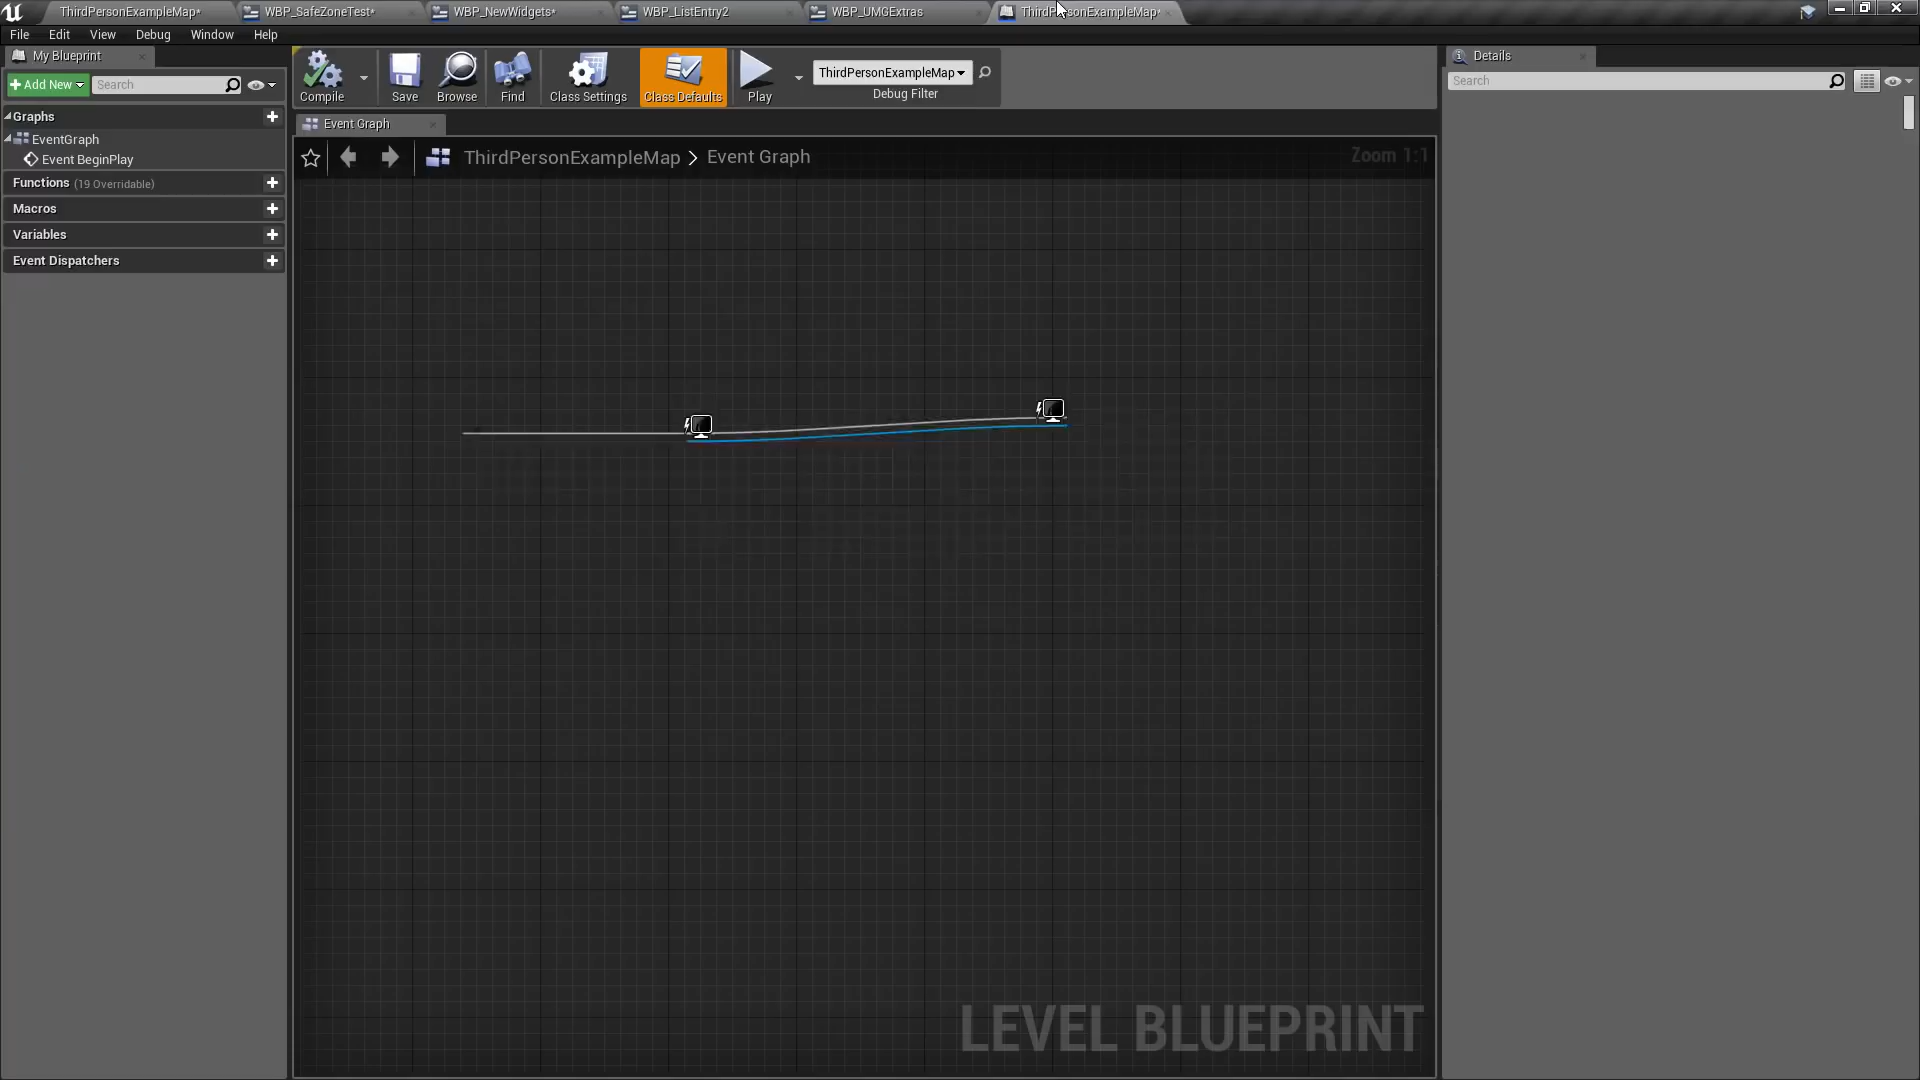 ThirdPersonExampleMap* WBP_SafeZoneTest* WBP_NewWidgets* WBP_ListEntry2 WBP_UMGExtras ThirdPersonExampleMap*
File Edit View Debug Window Help
My Blueprint
Details
Add New Search
Search
Compile Save Browse Find Class Settings Class Defaults Play
ThirdPersonExampleMap
Debug Filter
Graphs
EventGraph
Event BeginPlay
Functions (19 Overridable)
Macros
Variables
Event Dispatchers
Event Graph
ThirdPersonExampleMap > Event Graph
Zoom 1:1
LEVEL BLUEPRINT